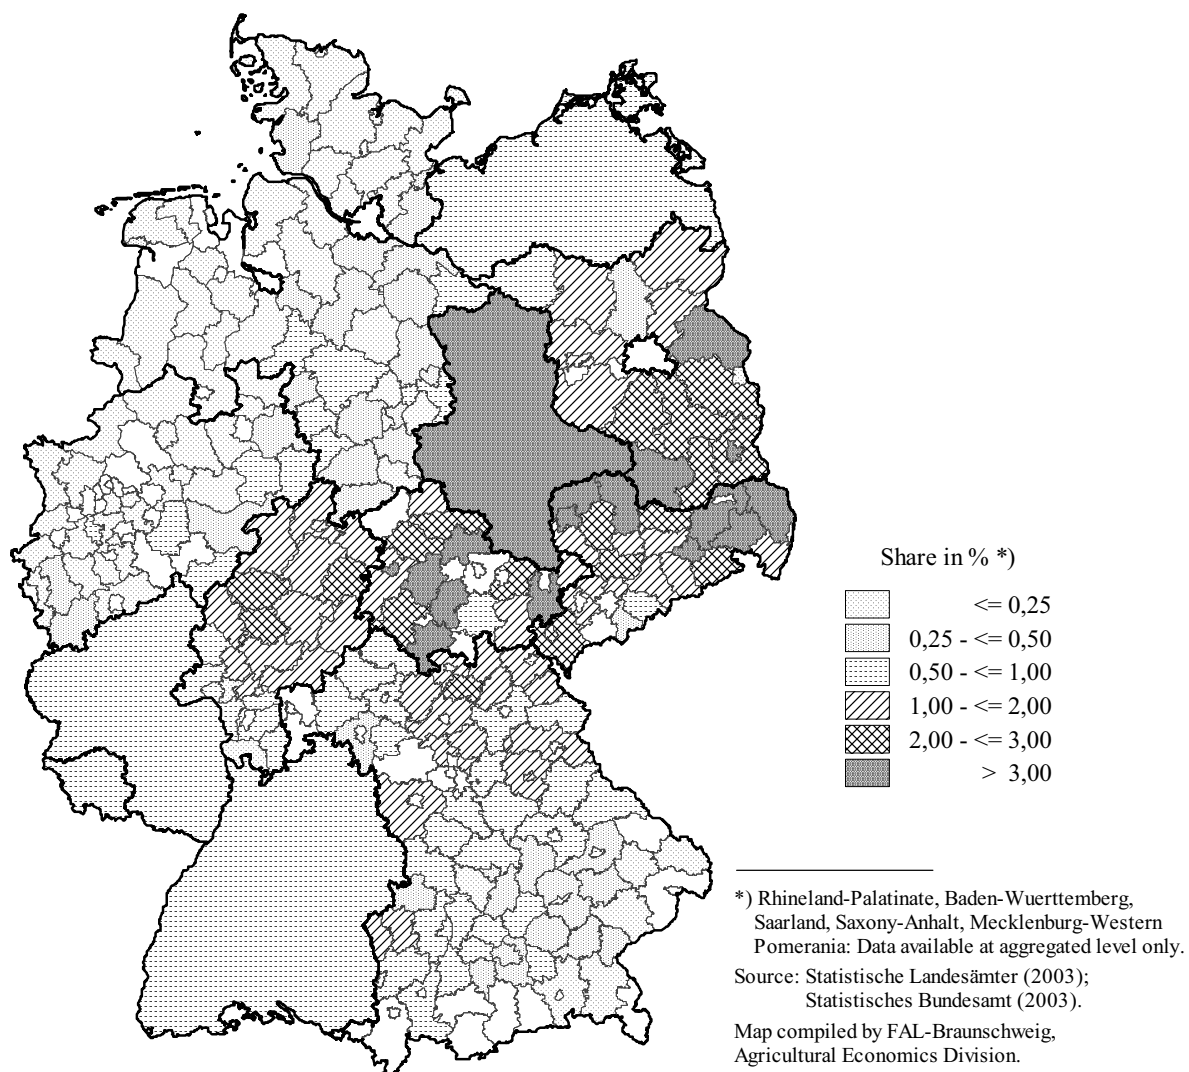 Share in % *)
<= 0,25
0,25 - <= 0,50
0,50 - <= 1,00
1,00 - <= 2,00
2,00 - <= 3,00
> 3,00
*) Rhineland-Palatinate, Baden-Wuerttemberg,
Saarland, Saxony-Anhalt, Mecklenburg-Western
Pomerania: Data available at aggregated level only.
Source: Statistische Landesämter (2003);
Statistisches Bundesamt (2003).
Map compiled by FAL-Braunschweig,
Agricultural Economics Division.